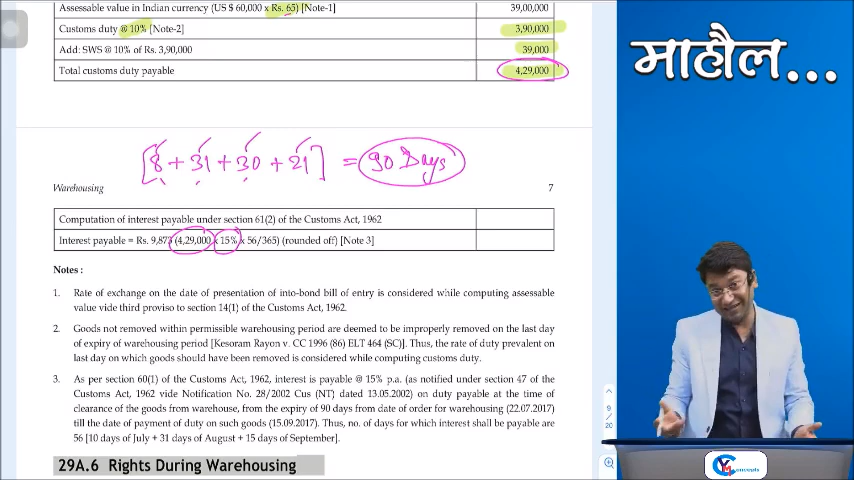 Assessable value in Indian currency (US $ 60,000 x Rs. 65) [Note-1] 39,00,000
Customs duty @ 10% [Note-2] 3,90,000
Add: SWS @ 10% of Rs. 3,90,000 39,000
Total customs duty payable 4,29,000
माहौल...
[8 + 31 + 30 + 21] = 90 Days
Warehousing 7
Computation of interest payable under section 61(2) of the Customs Act, 1962
Interest payable = Rs. 9,873 (4,29,000 x 15% x 56/365) (rounded off) [Note 3]
Notes :
1. Rate of exchange on the date of presentation of into-bond bill of entry is considered while computing assessable
value vide third proviso to section 14(1) of the Customs Act, 1962.
2. Goods not removed within permissible warehousing period are deemed to be improperly removed on the last day
of expiry of warehousing period [Kesoram Rayon v. CC 1996 (86) ELT 464 (SC)]. Thus, the rate of duty prevalent on
last day on which goods should have been removed is considered while computing customs duty.
3. As per section 60(1) of the Customs Act, 1962, interest is payable @ 15% p.a. (as notified under section 47 of the
Customs Act, 1962 vide Notification No. 28/2002 Cus (NT) dated 13.05.2002) on duty payable at the time of
clearance of the goods from warehouse, from the expiry of 90 days from date of order for warehousing (22.07.2017)
till the date of payment of duty on such goods (15.09.2017). Thus, no. of days for which interest shall be payable are
56 [10 days of July + 31 days of August + 15 days of September].
9
20
29A.6 Rights During Warehousing